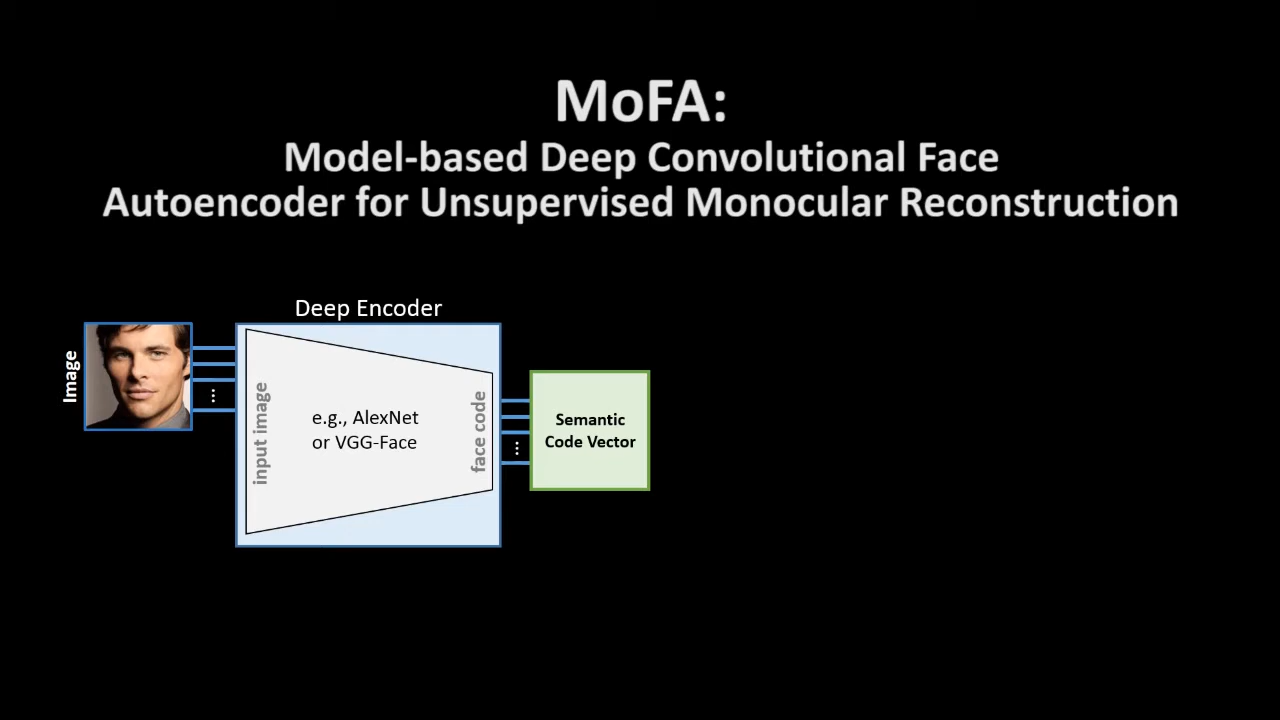 MoFA:
Model-based Deep Convolutional Face
Autoencoder for Unsupervised Monocular Reconstruction
Deep Encoder
Image
input image
e.g., AlexNet
or VGG-Face
face code
Semantic
Code Vector